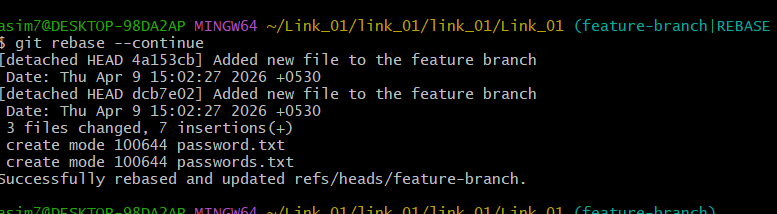 asim7@DESKTOP-98DA2AP MINGW64 ~/Link_01/link_01/link_01/Link_01 (feature-branch|REBASE
$ git rebase --continue
[detached HEAD 4a153cb] Added new file to the feature branch
 Date: Thu Apr 9 15:02:27 2026 +0530
[detached HEAD dcb7e02] Added new file to the feature branch
 Date: Thu Apr 9 15:02:27 2026 +0530
 3 files changed, 7 insertions(+)
 create mode 100644 password.txt
 create mode 100644 passwords.txt
Successfully rebased and updated refs/heads/feature-branch.
asim7@DESKTOP-98DA2AP MINGW64 ~/Link_01/link_01/link_01/Link_01 (feature-branch)